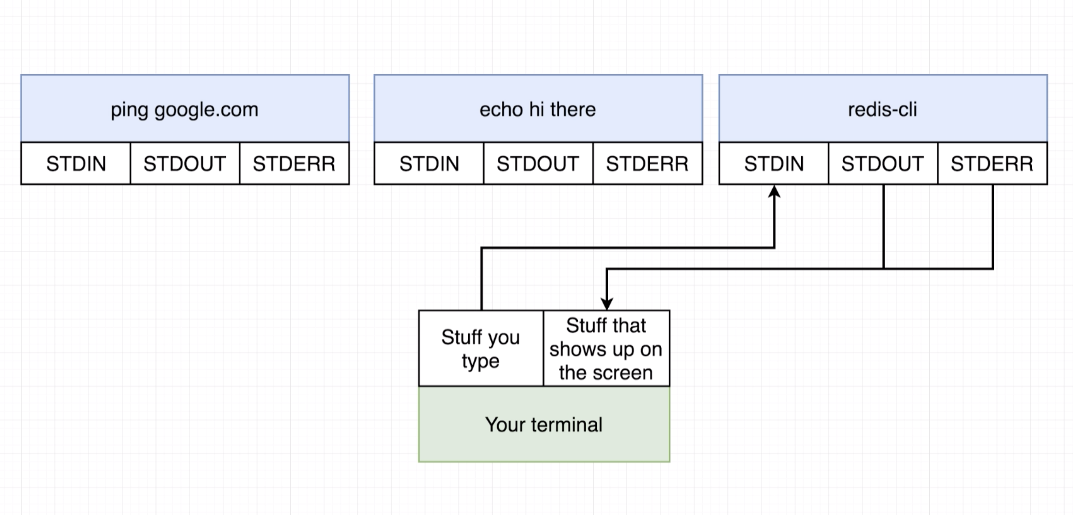 ping google.com
echo hi there
redis-cli
STDIN
STDOUT
STDERR
STDIN
STDOUT
STDERR
STDIN
STDOUT
STDERR
Stuff you
type
Stuff that
shows up on
the screen
Your terminal